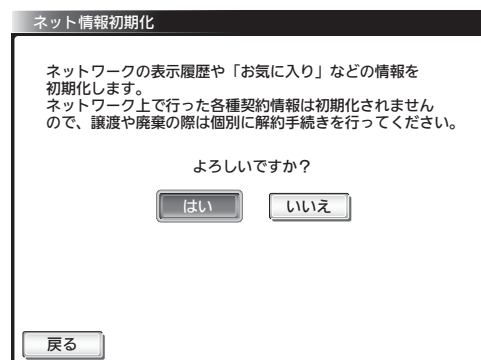 ネット情報初期化
ネットワークの表示履歴や「お気に入り」などの情報を
初期化します。
ネットワーク上で行った各種契約情報は初期化されません
ので、譲渡や廃棄の際は個別に解約手続きを行ってください。
よろしいですか？
はい
いいえ
戻る